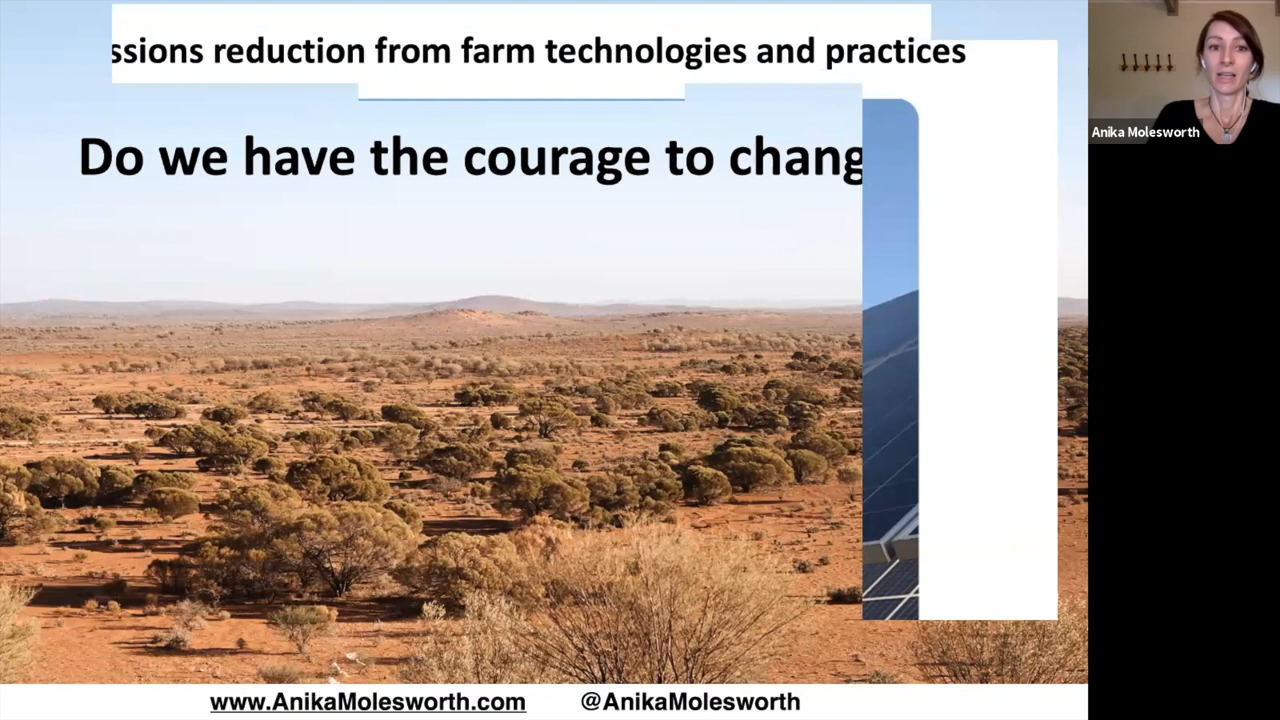 ssions reduction from farm technologies and practices
Do we have the courage to chang
Anika Molesworth
www.AnikaMolesworth.com @AnikaMolesworth